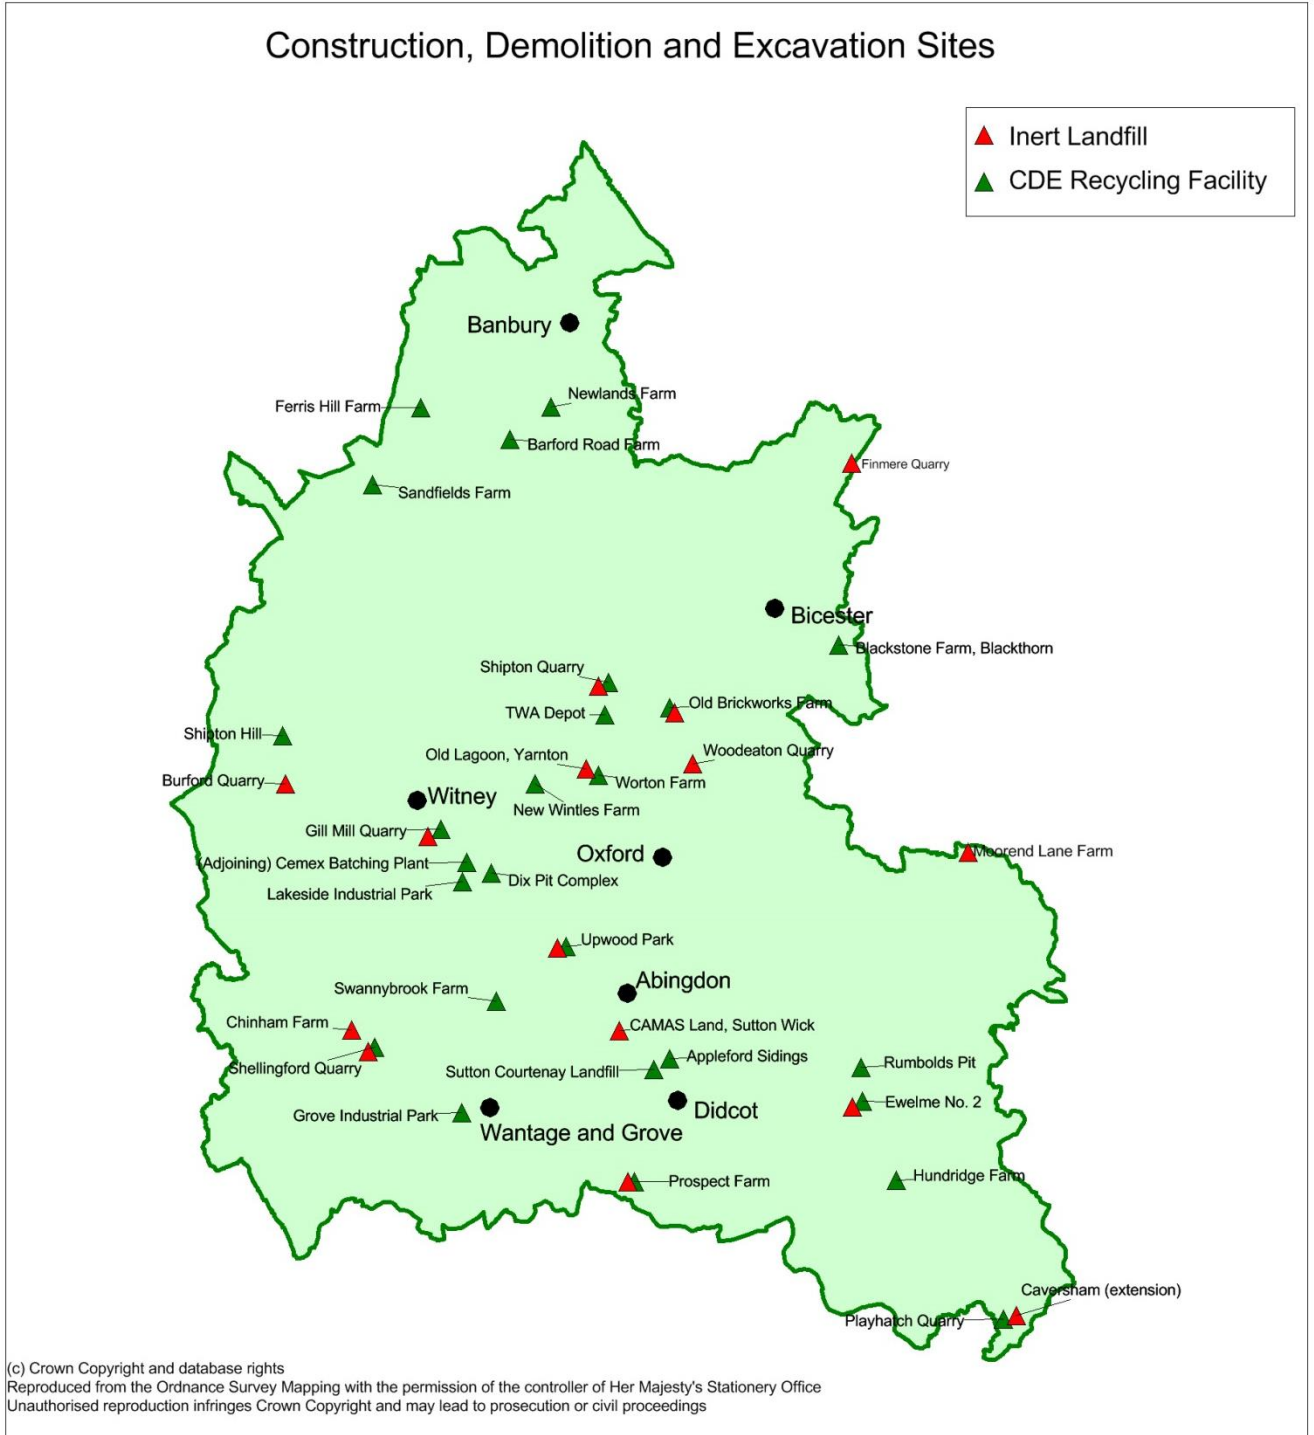 Construction, Demolition and Excavation Sites
Inert Landfill
CDE Recycling Facility
Banbury
Newlands Farm
Ferris Hill Farm
Barford Road Farm
Finmere Quarry
Sandfields Farm
Bicester
Blackstone Farm, Blackthorn
Shipton Quarry
Old Brickworks Farm
TWA Depot
Shipton Hill
Woodeaton Quarry
Old Lagoon, Yarnton
Burford Quarry
Worton Farm
Witney
New Wintles Farm
Gill Mill Quarry
Oxford
Moorend Lane Farm
(Adjoining) Cemex Batching Plant
Dix Pit Complex
Lakeside Industrial Park
Upwood Park
Abingdon
Swannybrook Farm
Chinham Farm
CAMAS Land, Sutton Wick
Appleford Sidings
Rumbolds Pit
Shellingford Quarry
Sutton Courtenay Landfill
Ewelme No. 2
Didcot
Grove Industrial Park
Wantage and Grove
Hundridge Farm
Prospect Farm
Caversham (extension)
Playhatch Quarry
(c) Crown Copyright and database rights
Reproduced from the Ordnance Survey Mapping with the permission of the controller of Her Majesty's Stationery Office
Unauthorised reproduction infringes Crown Copyright and may lead to prosecution or civil proceedings